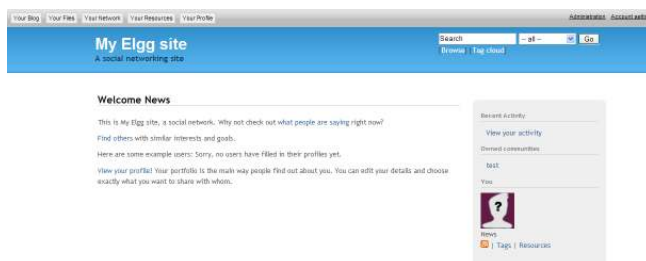 Your Blog Your Files Your Network Your Resources Your Profile Administration Account
My Elgg site
A social networking site
Search -- all -- Go
Browse | Tag cloud
Welcome News
This is My Elgg site, a social network. Why not check out what people are saying right now?
Find others with similar interests and goals.
Here are some example users: Sorry, no users have filled in their profiles yet.
View your profile! Your portfolio is the main way people find out about you. You can edit your details and choose
exactly what you want to share with whom.
Recent Activity
View your activity
Owned communities
test
You
?
News
| Tags | Resources